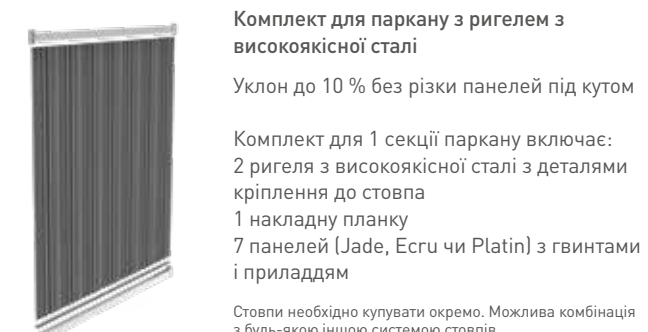 Комплект для паркану з ригелем з
високоякісної сталі
Уклон до 10 % без різки панелей під кутом
Комплект для 1 секції паркану включає:
2 ригеля з високоякісної сталі з деталями
кріплення до стовпа
1 накладну планку
7 панелей (Jade, Ecru чи Platin) з гвинтами
і приладдям
Стовпи необхідно купувати окремо. Можлива комбінація
з будь-якою іншою системою стовпів